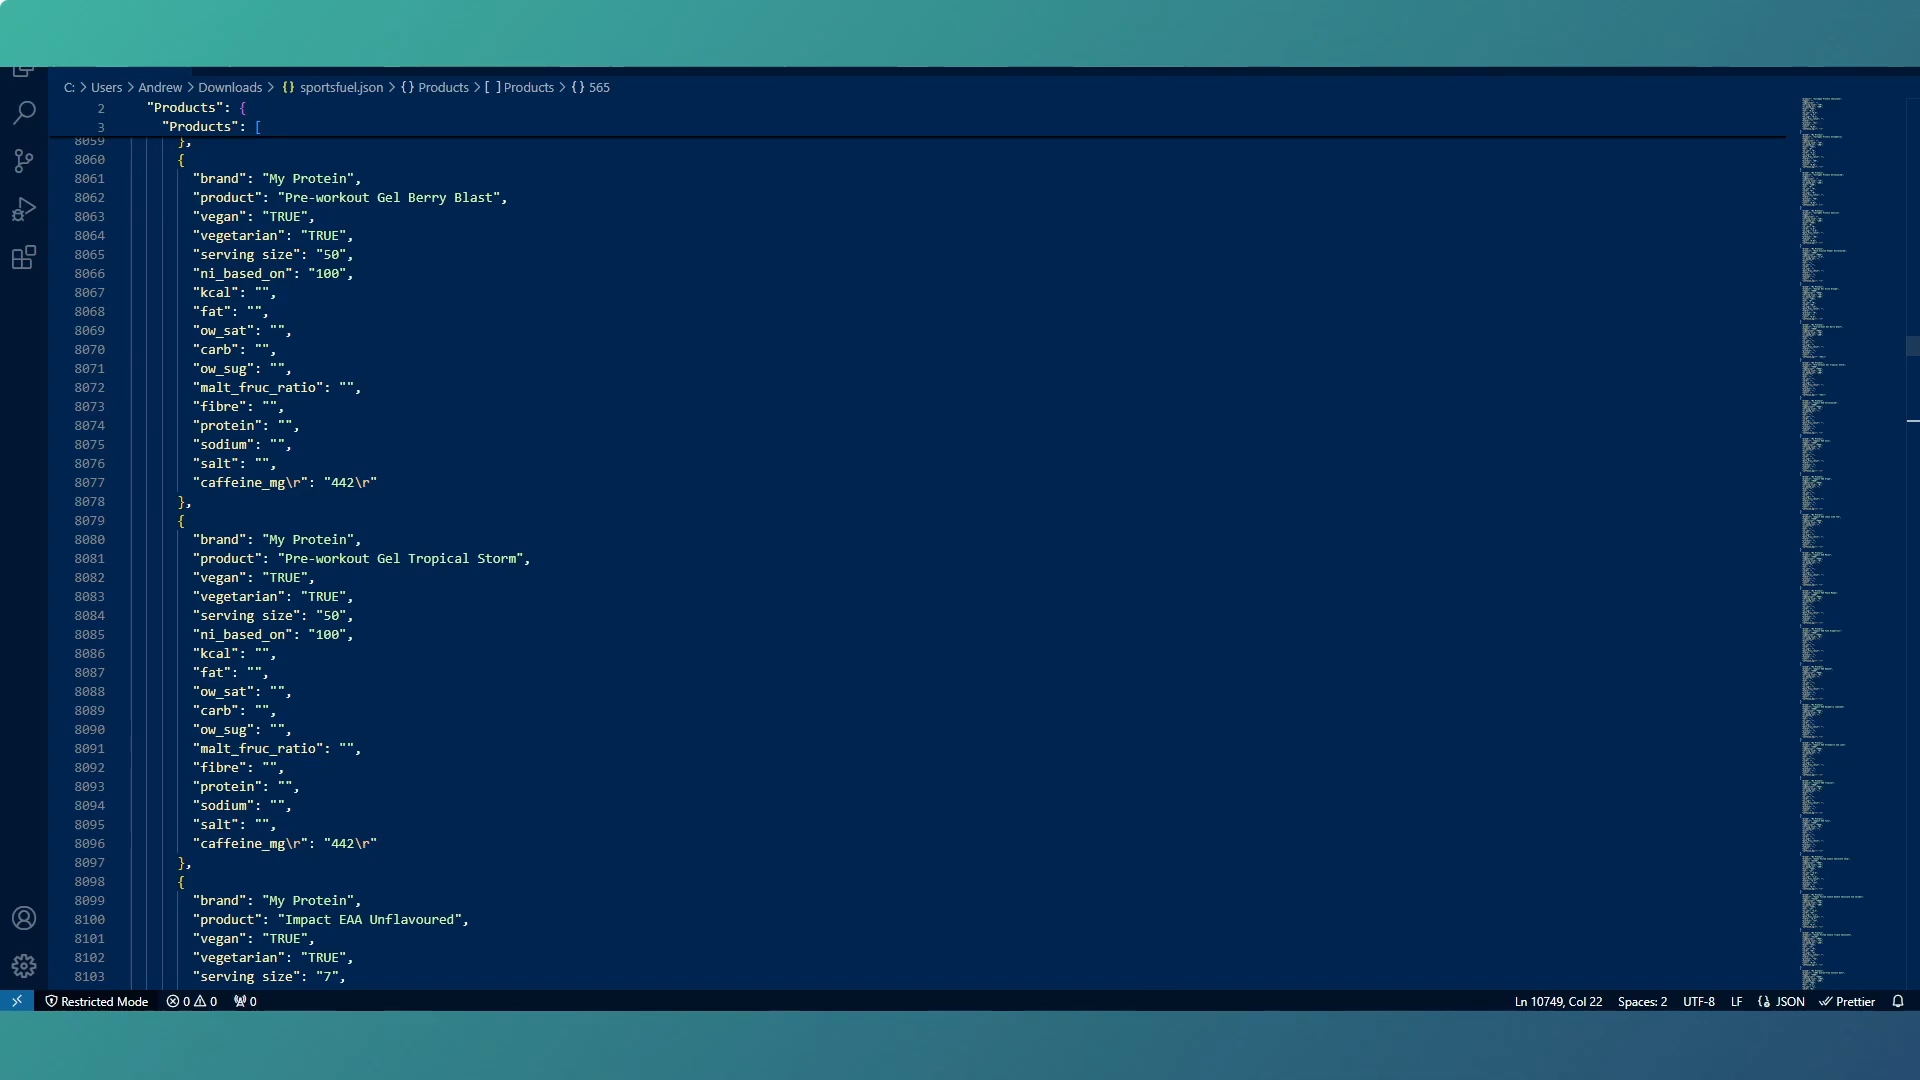 C: > Users > Andrew > Downloads > {} sportsfuel.json > {} Products > [ ] Products > {} 565
2 "Products": {
3 "Products": [
8059 },
8060 {
8061 "brand": "My Protein",
8062 "product": "Pre-workout Gel Berry Blast",
8063 "vegan": "TRUE",
8064 "vegetarian": "TRUE",
8065 "serving size": "50",
8066 "ni_based_on": "100",
8067 "kcal": "",
8068 "fat": "",
8069 "ow_sat": "",
8070 "carb": "",
8071 "ow_sug": "",
8072 "malt_fruc_ratio": "",
8073 "fibre": "",
8074 "protein": "",
8075 "sodium": "",
8076 "salt": "",
8077 "caffeine_mg\r": "442\r"
8078 },
8079 {
8080 "brand": "My Protein",
8081 "product": "Pre-workout Gel Tropical Storm",
8082 "vegan": "TRUE",
8083 "vegetarian": "TRUE",
8084 "serving size": "50",
8085 "ni_based_on": "100",
8086 "kcal": "",
8087 "fat": "",
8088 "ow_sat": "",
8089 "carb": "",
8090 "ow_sug": "",
8091 "malt_fruc_ratio": "",
8092 "fibre": "",
8093 "protein": "",
8094 "sodium": "",
8095 "salt": "",
8096 "caffeine_mg\r": "442\r"
8097 },
8098 {
8099 "brand": "My Protein",
8100 "product": "Impact EAA Unflavoured",
8101 "vegan": "TRUE",
8102 "vegetarian": "TRUE",
8103 "serving size": "7",
Restricted Mode 0 0 0 Ln 10749, Col 22 Spaces: 2 UTF-8 LF {} JSON Prettier